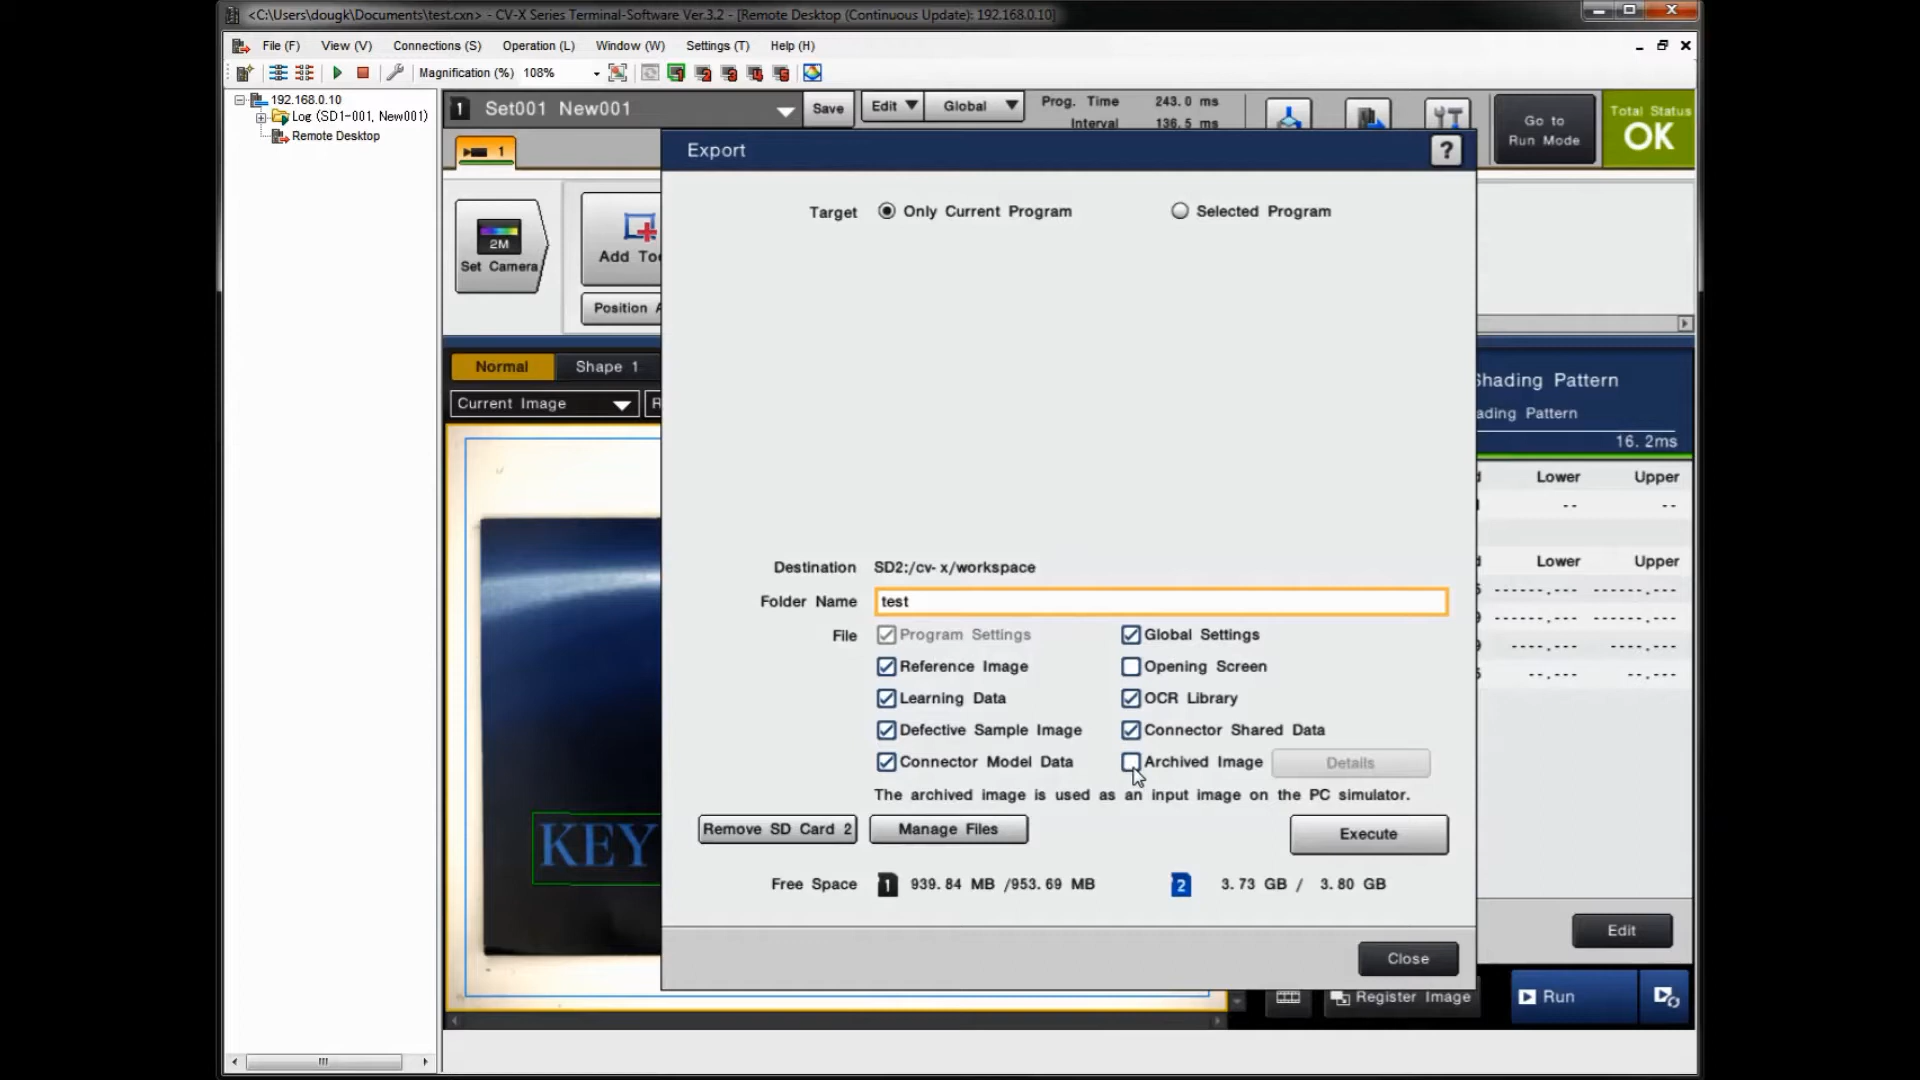 <C:\Users\dougk\Documents\test.cxn> - CV-X Series Terminal-Software Ver.3.2 - [Remote Desktop (Continuous Update): 192.168.0.10]
File (F) View (V) Connections (S) Operation (L) Window (W) Settings (T) Help (H)
Magnification (%) 108%
192.168.0.10
Log (SD1-001, New001)
Remote Desktop
1 Set001 New001 Save Edit Global Prog. Time 243.0 ms
Interval 136.5 ms
Go to
Run Mode
Total Status
OK
1
Export ?
Target Only Current Program Selected Program
2M
Set Camera
Add
Position
Normal Shape 1
Current Image
Shading Pattern
Pattern
16.2ms
Lower Upper
-- --
Lower Upper
------.--- ------.---
------.--- ------.---
------.--- ------.---
--.--- --.---
KEY
Destination SD2:/cv-x/workspace
Folder Name test
File Program Settings Global Settings
Reference Image Opening Screen
Learning Data OCR Library
Defective Sample Image Connector Shared Data
Connector Model Data Archived Image Details
The archived image is used as an input image on the PC simulator.
Remove SD Card 2 Manage Files Execute
Free Space 1 939.84 MB /953.69 MB 2 3.73 GB / 3.80 GB
Edit
Close
Register Image Run